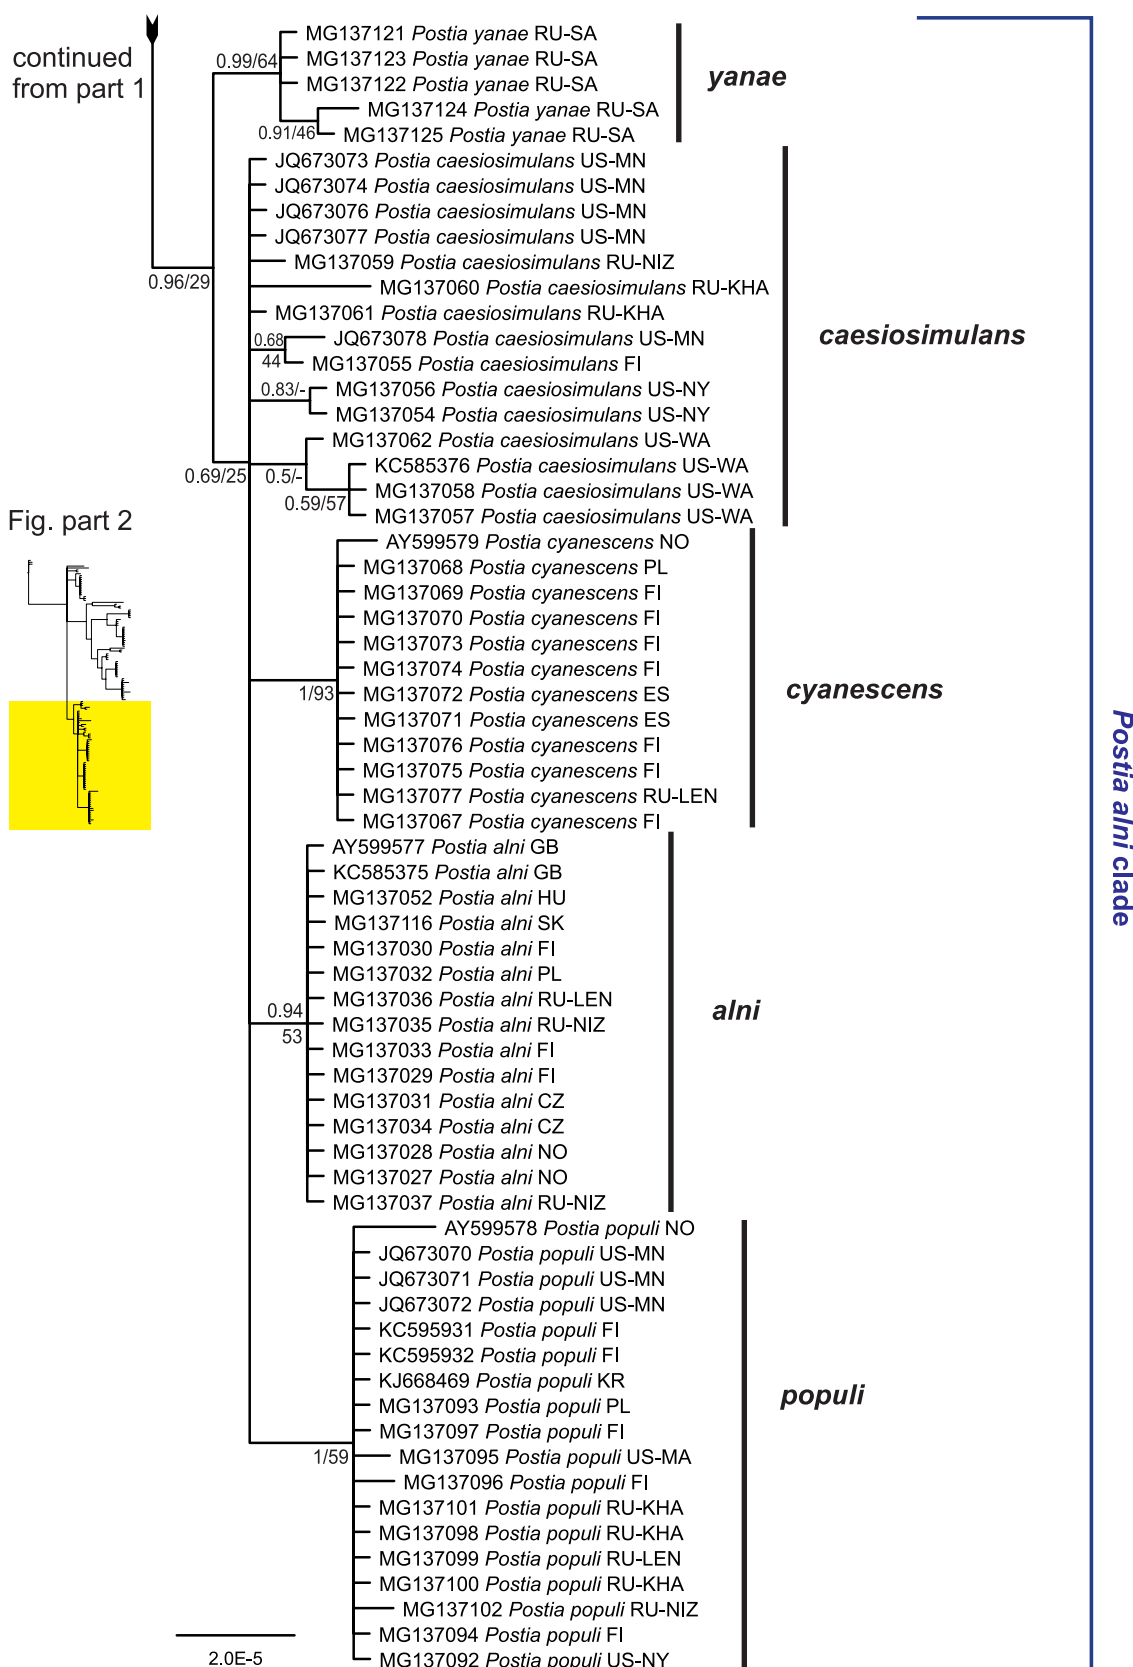 continued
from part 1
0.99/64
MG137121 Postia yanae RU-SA
MG137123 Postia yanae RU-SA
MG137122 Postia yanae RU-SA
MG137124 Postia yanae RU-SA
0.91/46
MG137125 Postia yanae RU-SA
yanae
JQ673073 Postia caesiosimulans US-MN
JQ673074 Postia caesiosimulans US-MN
JQ673076 Postia caesiosimulans US-MN
JQ673077 Postia caesiosimulans US-MN
MG137059 Postia caesiosimulans RU-NIZ
0.96/29
MG137060 Postia caesiosimulans RU-KHA
MG137061 Postia caesiosimulans RU-KHA
0.68
44
JQ673078 Postia caesiosimulans US-MN
MG137055 Postia caesiosimulans FI
0.83/-
MG137056 Postia caesiosimulans US-NY
MG137054 Postia caesiosimulans US-NY
MG137062 Postia caesiosimulans US-WA
0.69/25
0.5/-
KC585376 Postia caesiosimulans US-WA
0.59/57
MG137058 Postia caesiosimulans US-WA
MG137057 Postia caesiosimulans US-WA
caesiosimulans
Fig. part 2
AY599579 Postia cyanescens NO
MG137068 Postia cyanescens PL
MG137069 Postia cyanescens FI
MG137070 Postia cyanescens FI
MG137073 Postia cyanescens FI
MG137074 Postia cyanescens FI
1/93
MG137072 Postia cyanescens ES
MG137071 Postia cyanescens ES
MG137076 Postia cyanescens FI
MG137075 Postia cyanescens FI
MG137077 Postia cyanescens RU-LEN
MG137067 Postia cyanescens FI
cyanescens
AY599577 Postia alni GB
KC585375 Postia alni GB
MG137052 Postia alni HU
MG137116 Postia alni SK
MG137030 Postia alni FI
MG137032 Postia alni PL
MG137036 Postia alni RU-LEN
0.94
53
MG137035 Postia alni RU-NIZ
MG137033 Postia alni FI
MG137029 Postia alni FI
MG137031 Postia alni CZ
MG137034 Postia alni CZ
MG137028 Postia alni NO
MG137027 Postia alni NO
MG137037 Postia alni RU-NIZ
alni
AY599578 Postia populi NO
JQ673070 Postia populi US-MN
JQ673071 Postia populi US-MN
JQ673072 Postia populi US-MN
KC595931 Postia populi FI
KC595932 Postia populi FI
KJ668469 Postia populi KR
MG137093 Postia populi PL
MG137097 Postia populi FI
1/59
MG137095 Postia populi US-MA
MG137096 Postia populi FI
MG137101 Postia populi RU-KHA
MG137098 Postia populi RU-KHA
MG137099 Postia populi RU-LEN
MG137100 Postia populi RU-KHA
MG137102 Postia populi RU-NIZ
MG137094 Postia populi FI
MG137092 Postia populi US-NY
populi
Postia alni clade
2.0E-5